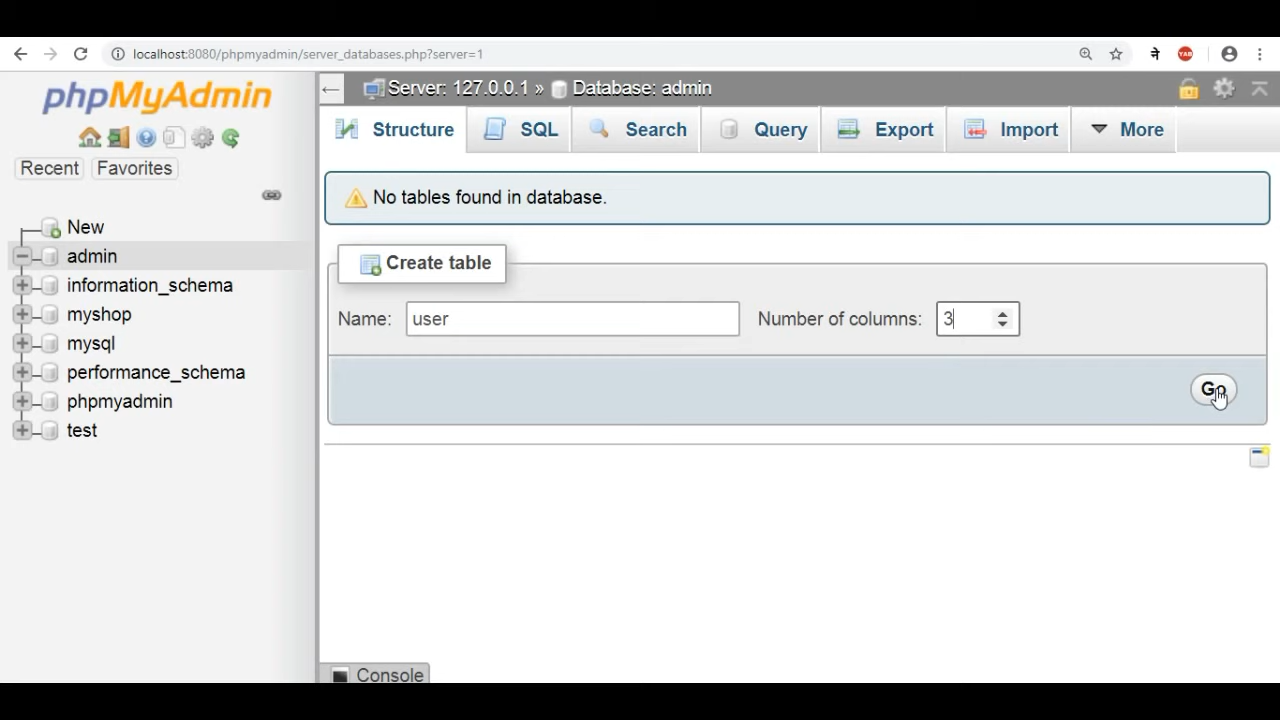 localhost:8080/phpmyadmin/server_databases.php?server=1
phpMyAdmin
Recent Favorites
New
admin
information_schema
myshop
mysql
performance_schema
phpmyadmin
test
Server: 127.0.0.1 » Database: admin
Structure SQL Search Query Export Import More
No tables found in database.
Create table
Name: user Number of columns: 3
Go
Console